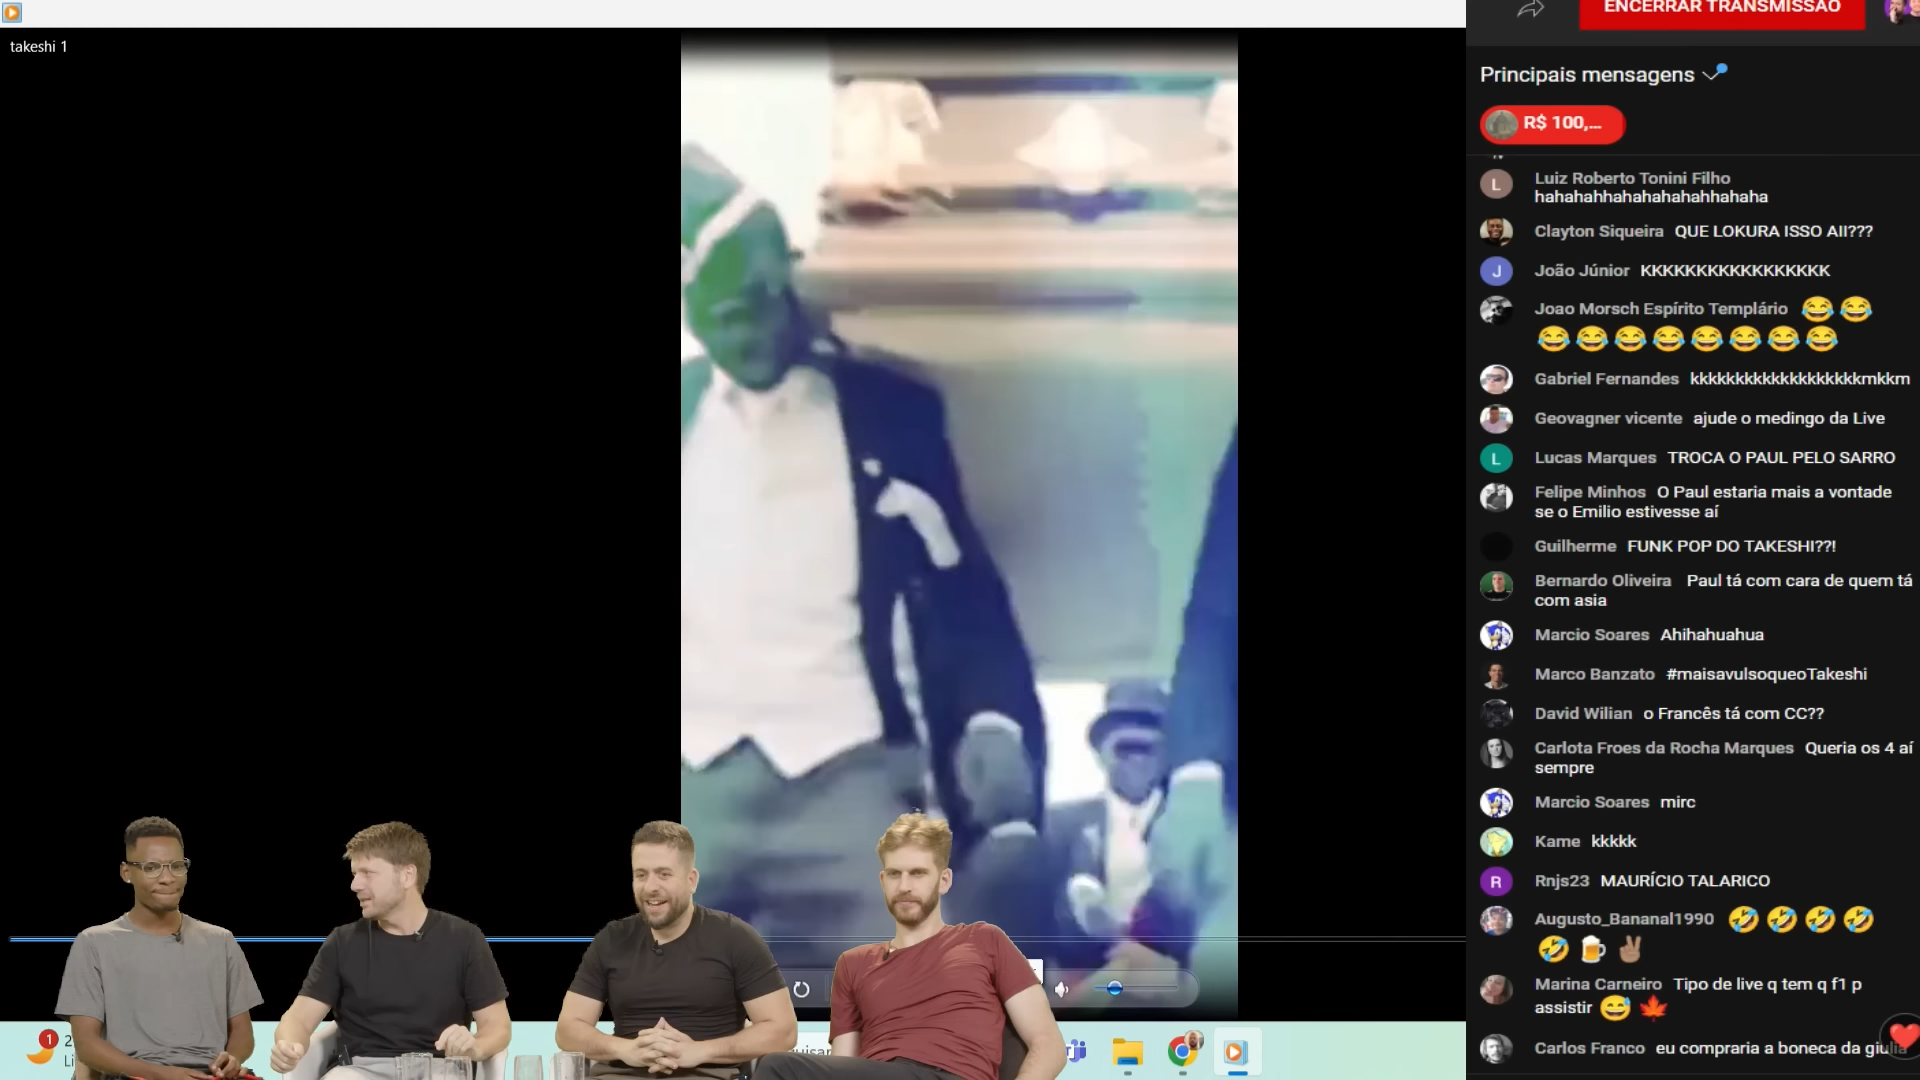 takeshi 1
ENCERRAR TRANSMISSÃO
Principais mensagens
R$ 100,...
L Luiz Roberto Tonini Filho
hahahahhahahahahahhahaha
Clayton Siqueira QUE LOKURA ISSO AII???
J João Júnior KKKKKKKKKKKKKKKKK
Joao Morsch Espírito Templário 😂😂
😂😂😂😂😂😂😂😂
Gabriel Fernandes kkkkkkkkkkkkkkkkkkkmkkm
Geovagner vicente ajude o medingo da Live
L Lucas Marques TROCA O PAUL PELO SARRO
Felipe Minhos O Paul estaria mais a vontade
se o Emilio estivesse aí
Guilherme FUNK POP DO TAKESHI??!
Bernardo Oliveira Paul tá com cara de quem tá
com asia
Marcio Soares Ahihahuahua
Marco Banzato #maisavulsoqueoTakeshi
David Wilian o Francês tá com CC??
Carlota Froes da Rocha Marques Queria os 4 aí
sempre
Marcio Soares mirc
Kame kkkkk
R Rnjs23 MAURÍCIO TALARICO
Augusto_Bananal1990 🤣🤣🤣🤣
🤣🍺✌🏽
Marina Carneiro Tipo de live q tem q f1 p
assistir 😅🍁
Carlos Franco eu compraria a boneca da giulia
1